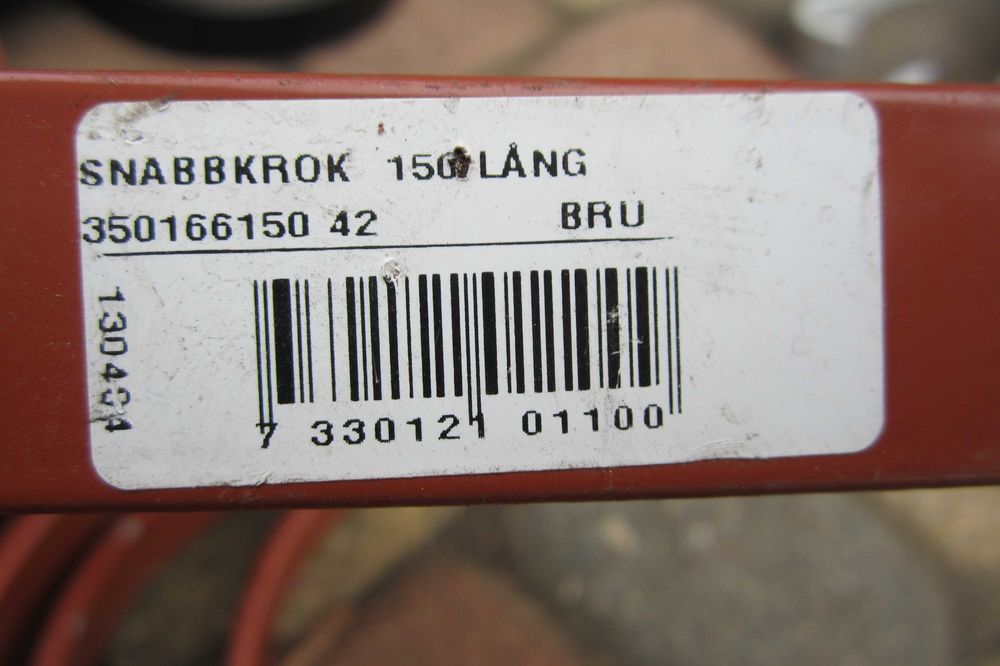 SNABBKROK 150 LÅNG
350166150 42 BRU
7 330121 01100